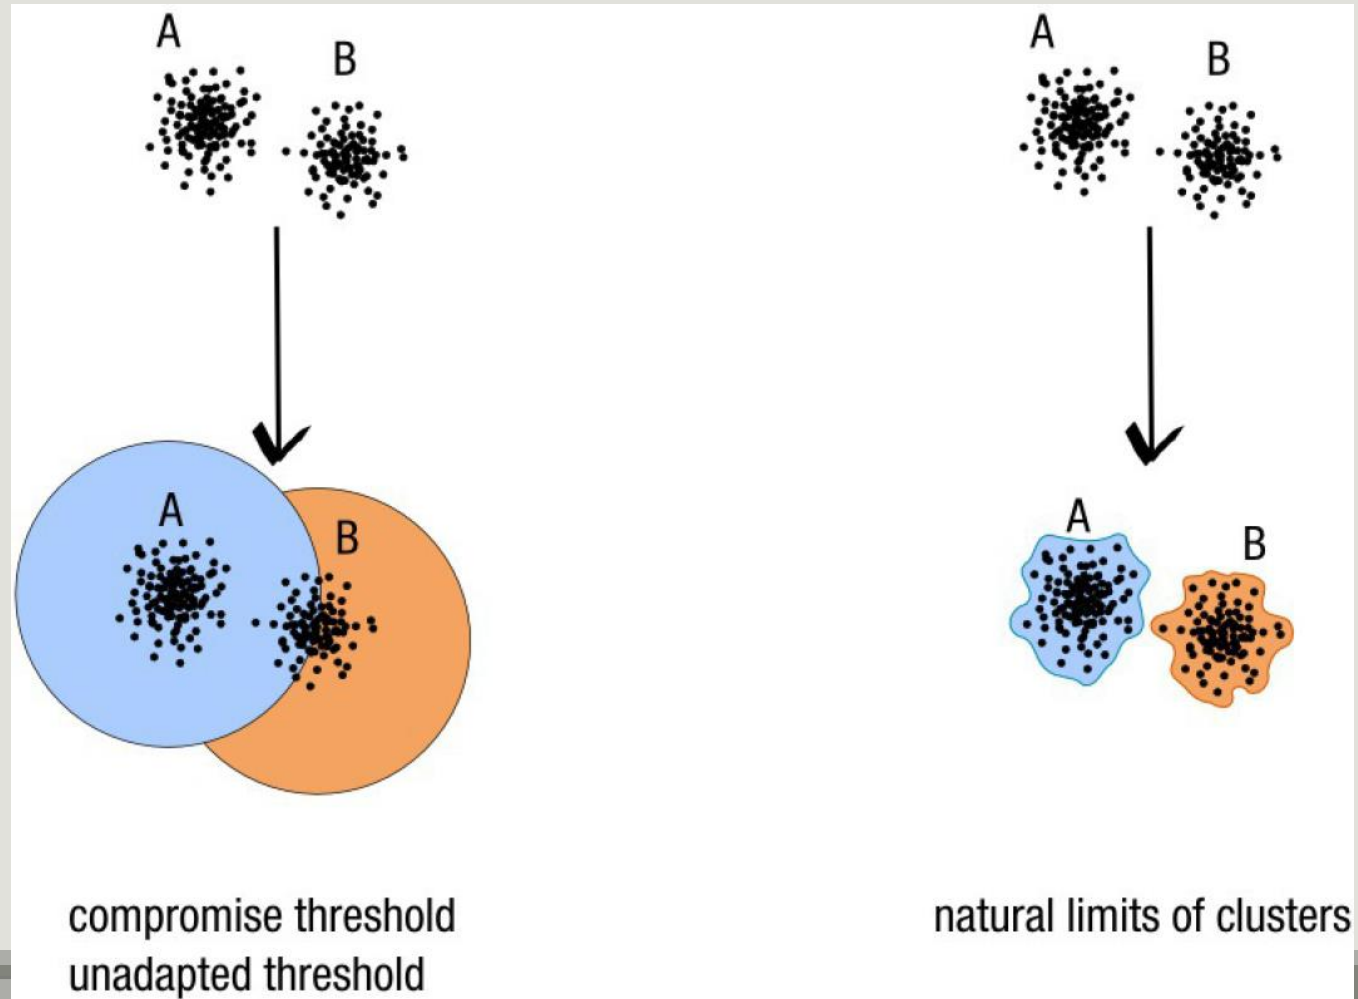 A
B
A
B
A
B
A
B
compromise threshold
unadapted threshold
natural limits of clusters